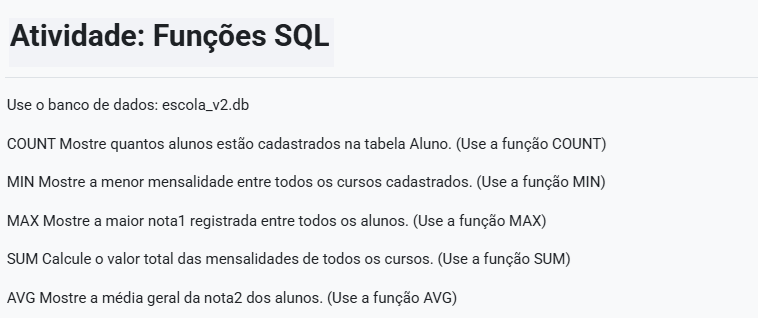 Atividade: Funções SQL
Use o banco de dados: escola_v2.db
COUNT Mostre quantos alunos estão cadastrados na tabela Aluno. (Use a função COUNT)
MIN Mostre a menor mensalidade entre todos os cursos cadastrados. (Use a função MIN)
MAX Mostre a maior nota1 registrada entre todos os alunos. (Use a função MAX)
SUM Calcule o valor total das mensalidades de todos os cursos. (Use a função SUM)
AVG Mostre a média geral da nota2 dos alunos. (Use a função AVG)